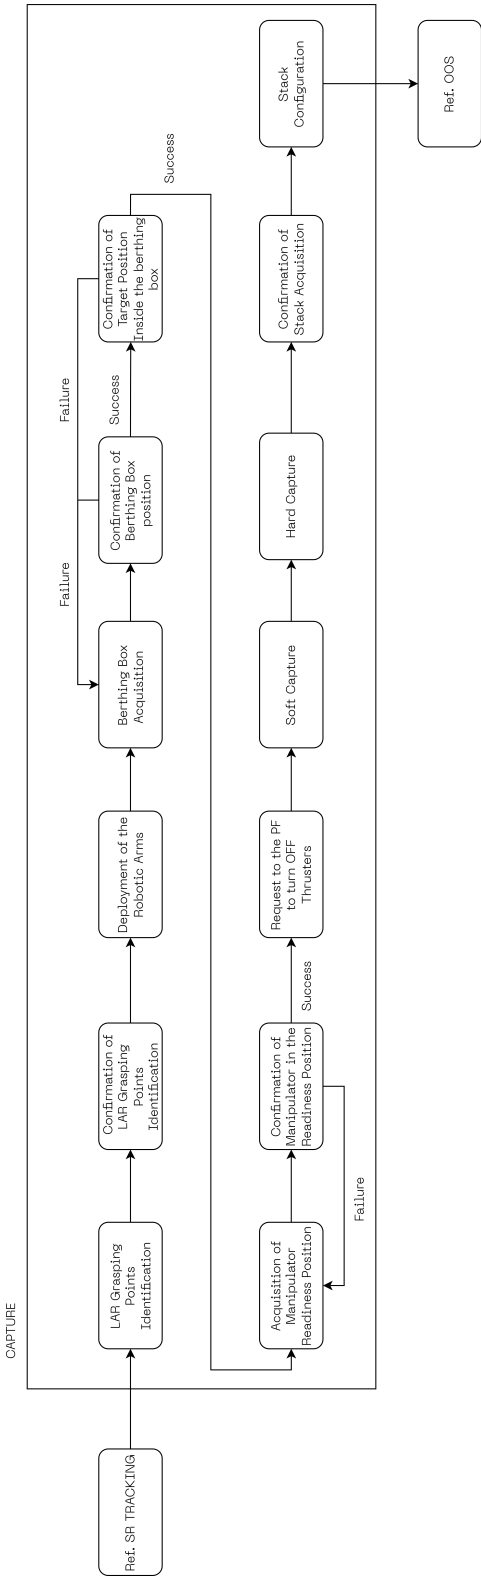 CAPTURE
Ref. SR TRACKING
LAR Grasping
Points
Identification
Confirmation of
LAR Grasping
Points
Identification
Deployment of the
Robotic Arms
Berthing Box
Acquisition
Failure
Confirmation of
Berthing Box
position
Success
Failure
Confirmation of
Target Position
Inside the berthing
box
Success
Acquisition of
Manipulator
Readiness Position
Failure
Confirmation of
Manipulator in the
Readiness Position
Success
Request to the PF
to turn OFF
Thrusters
Soft Capture
Hard Capture
Confirmation of
Stack Acquisition
Stack
Configuration
Ref. OOS